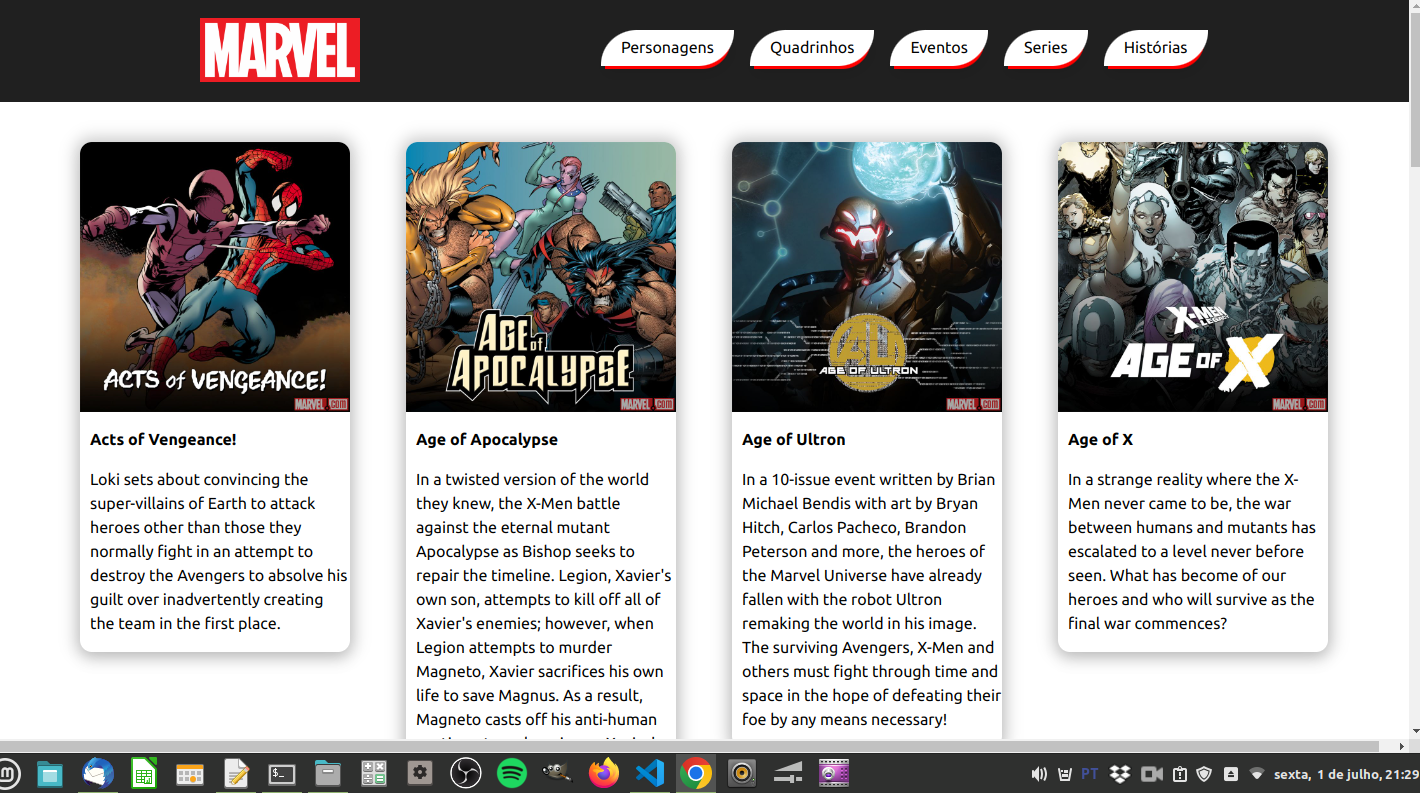 MARVEL
Personagens
Quadrinhos
Eventos
Series
Histórias
ACTS of VENGEANCE!
MARVEL.COM
AGE of
APOCALYPSE
MARVEL.COM
AU
AGE OF ULTRON
MARVEL.COM
X-MEN
LEGACY
AGE OF X
MARVEL.COM
Acts of Vengeance!
Loki sets about convincing the
super-villains of Earth to attack
heroes other than those they
normally fight in an attempt to
destroy the Avengers to absolve his
guilt over inadvertently creating
the team in the first place.
Age of Apocalypse
In a twisted version of the world
they knew, the X-Men battle
against the eternal mutant
Apocalypse as Bishop seeks to
repair the timeline. Legion, Xavier's
own son, attempts to kill off all of
Xavier's enemies; however, when
Legion attempts to murder
Magneto, Xavier sacrifices his own
life to save Magnus. As a result,
Magneto casts off his anti-human
Age of Ultron
In a 10-issue event written by Brian
Michael Bendis with art by Bryan
Hitch, Carlos Pacheco, Brandon
Peterson and more, the heroes of
the Marvel Universe have already
fallen with the robot Ultron
remaking the world in his image.
The surviving Avengers, X-Men and
others must fight through time and
space in the hope of defeating their
foe by any means necessary!
Age of X
In a strange reality where the X-
Men never came to be, the war
between humans and mutants has
escalated to a level never before
seen. What has become of our
heroes and who will survive as the
final war commences?
PT
sexta, 1 de julho, 21:29